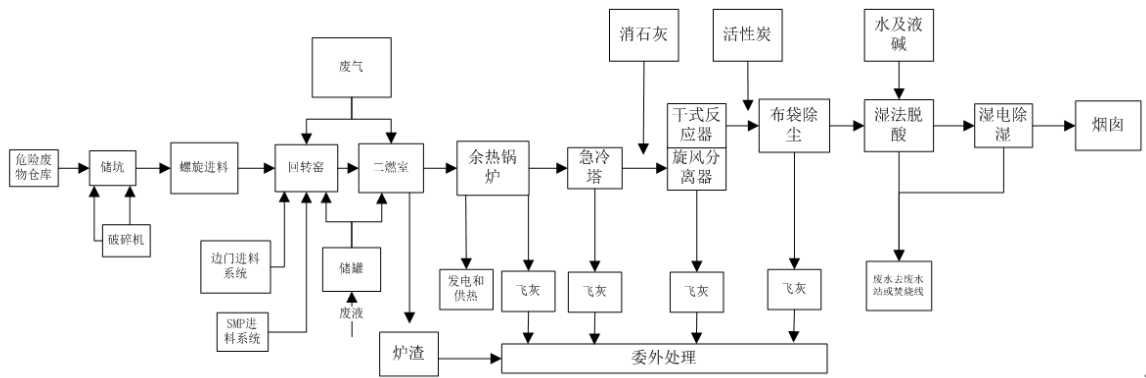 消石灰
活性炭
水及液
碱
废气
危险废
物仓库
储坑
螺旋进料
回转窑
二燃室
余热锅
炉
急冷
塔
干式反
应器
旋风分
离器
布袋除
尘
湿法脱
酸
湿电除
湿
烟囱
破碎机
边门进料
系统
储罐
SMP进
料系统
废液
发电和
供热
飞灰
飞灰
飞灰
飞灰
废水去废水
站或焚烧线
炉渣
委外处理